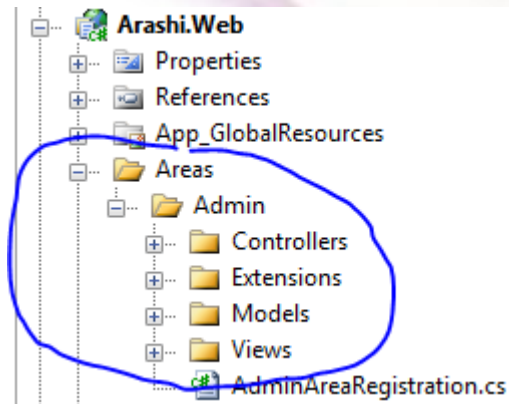 Arashi.Web
Properties
References
App_GlobalResources
Areas
Admin
Controllers
Extensions
Models
Views
AdminAreaRegistration.cs